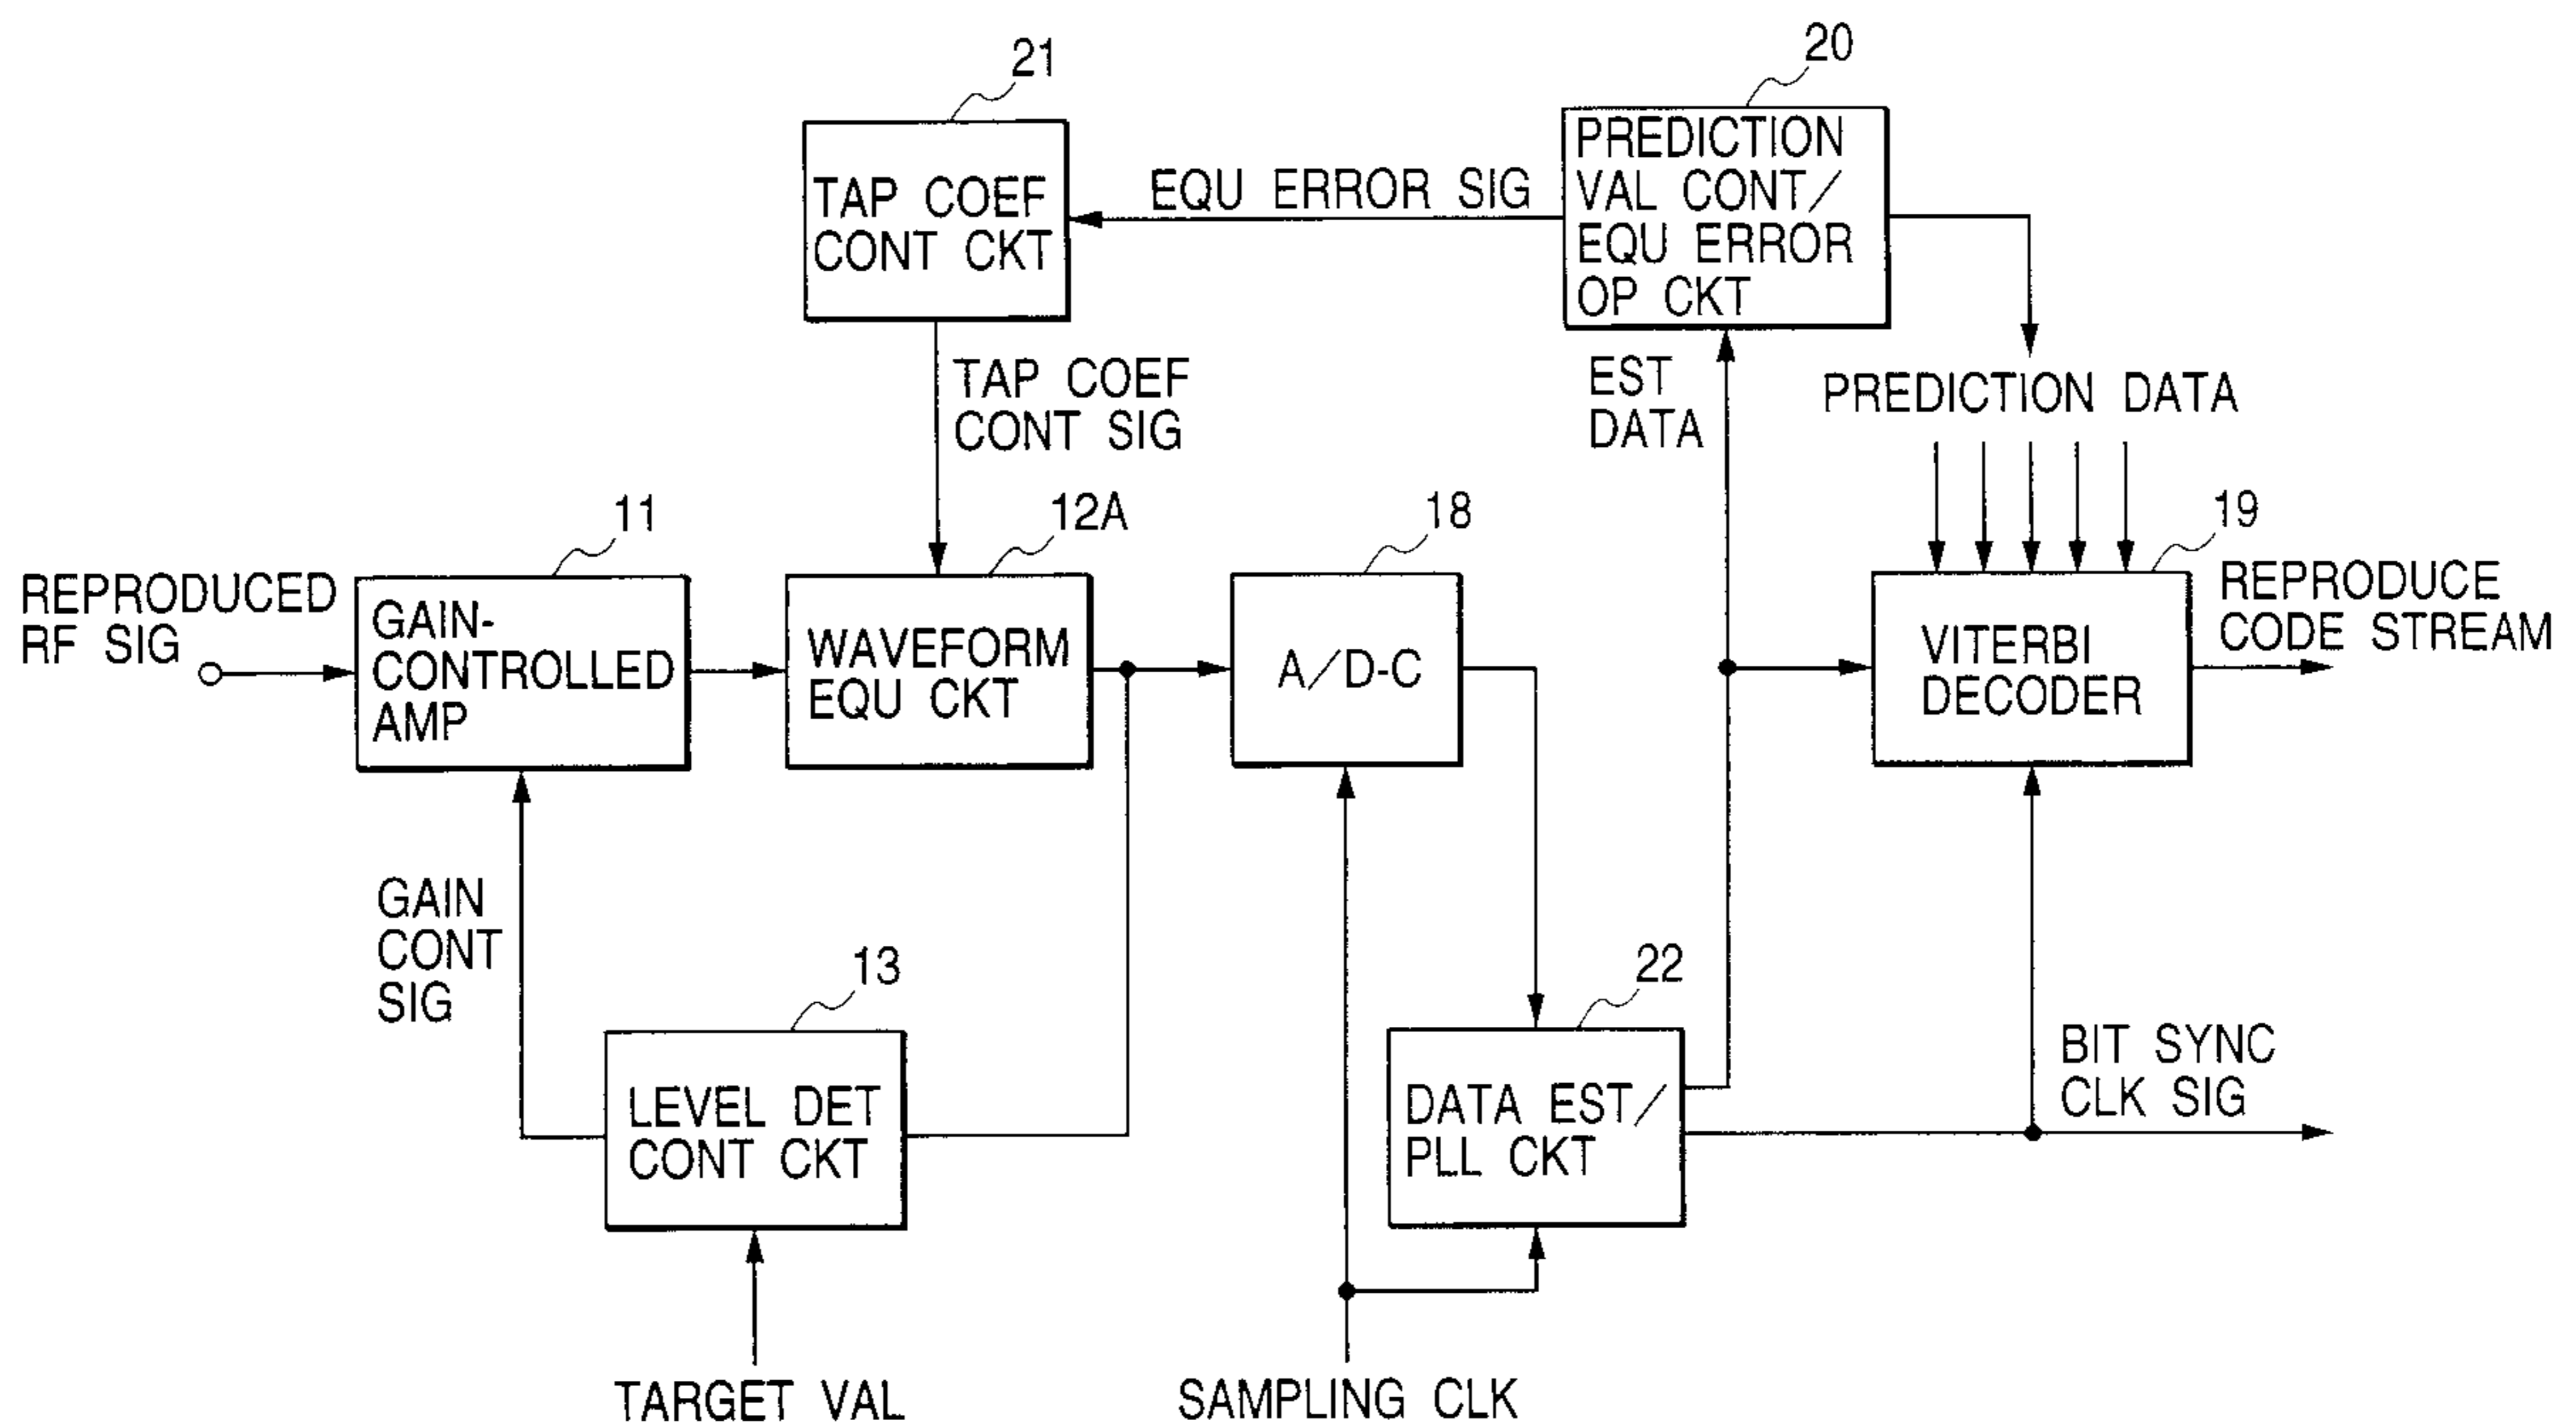 21
20
TAP COEF
CONT CKT
EQU ERROR SIG
PREDICTION
VAL CONT/
EQU ERROR
OP CKT
TAP COEF
CONT SIG
EST
DATA
PREDICTION DATA
11
12A
18
19
REPRODUCED
RF SIG
GAIN-
CONTROLLED
AMP
WAVEFORM
EQU CKT
A/D-C
VITERBI
DECODER
REPRODUCE
CODE STREAM
GAIN
CONT
SIG
13
22
LEVEL DET
CONT CKT
DATA EST/
PLL CKT
BIT SYNC
CLK SIG
TARGET VAL
SAMPLING CLK